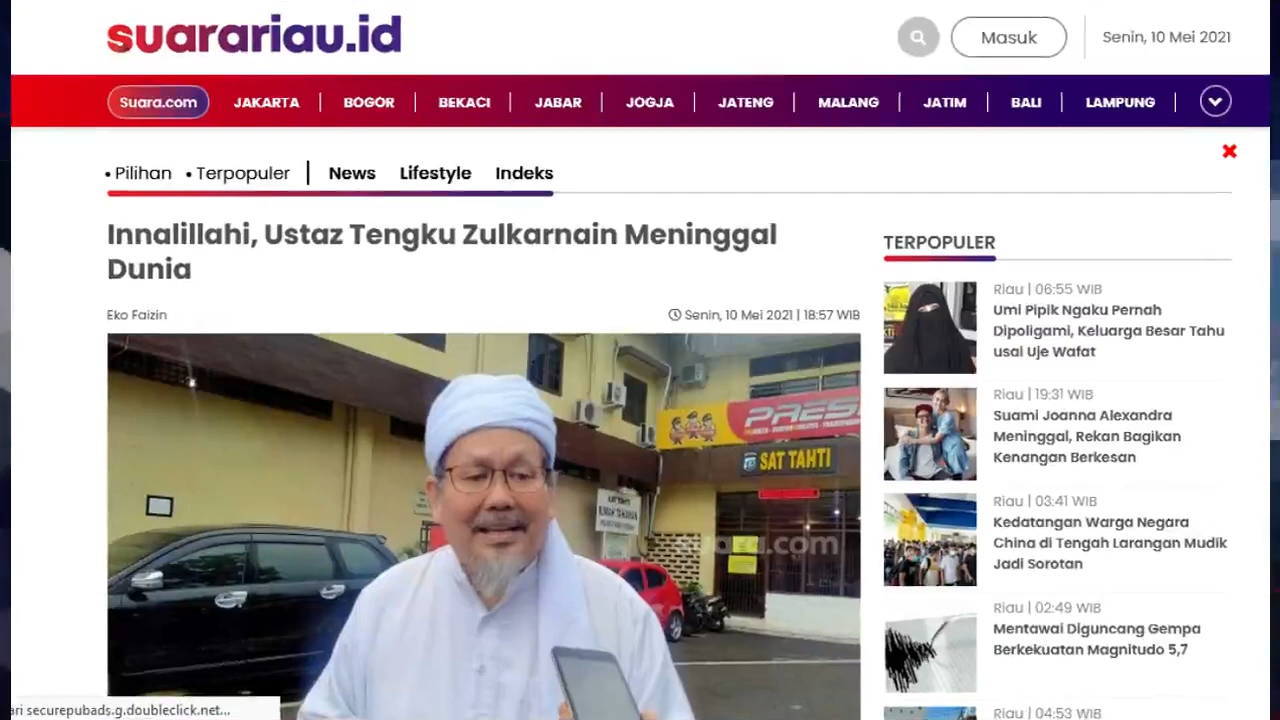 suarariau.id
Masuk
Senin, 10 Mei 2021
Suara.com
JAKARTA
BOGOR
BEKACI
JABAR
JOGJA
JATENG
MALANG
JATIM
BALI
LAMPUNG
• Pilihan • Terpopuler
News
Lifestyle
Indeks
Innalillahi, Ustaz Tengku Zulkarnain Meninggal
Dunia
Eko Faizin
Senin, 10 Mei 2021 | 18:57 WIB
SAT TAHTI
suara.com
TERPOPULER
Riau | 06:55 WIB
Umi Pipik Ngaku Pernah
Dipoligami, Keluarga Besar Tahu
usai Uje Wafat
Riau | 19:31 WIB
Suami Joanna Alexandra
Meninggal, Rekan Bagikan
Kenangan Berkesan
Riau | 03:41 WIB
Kedatangan Warga Negara
China di Tengah Larangan Mudik
Jadi Sorotan
Riau | 02:49 WIB
Mentawai Diguncang Gempa
Berkekuatan Magnitudo 5,7
Riau | 04:53 WIB
ari securepubads.g.doubleclick.net...